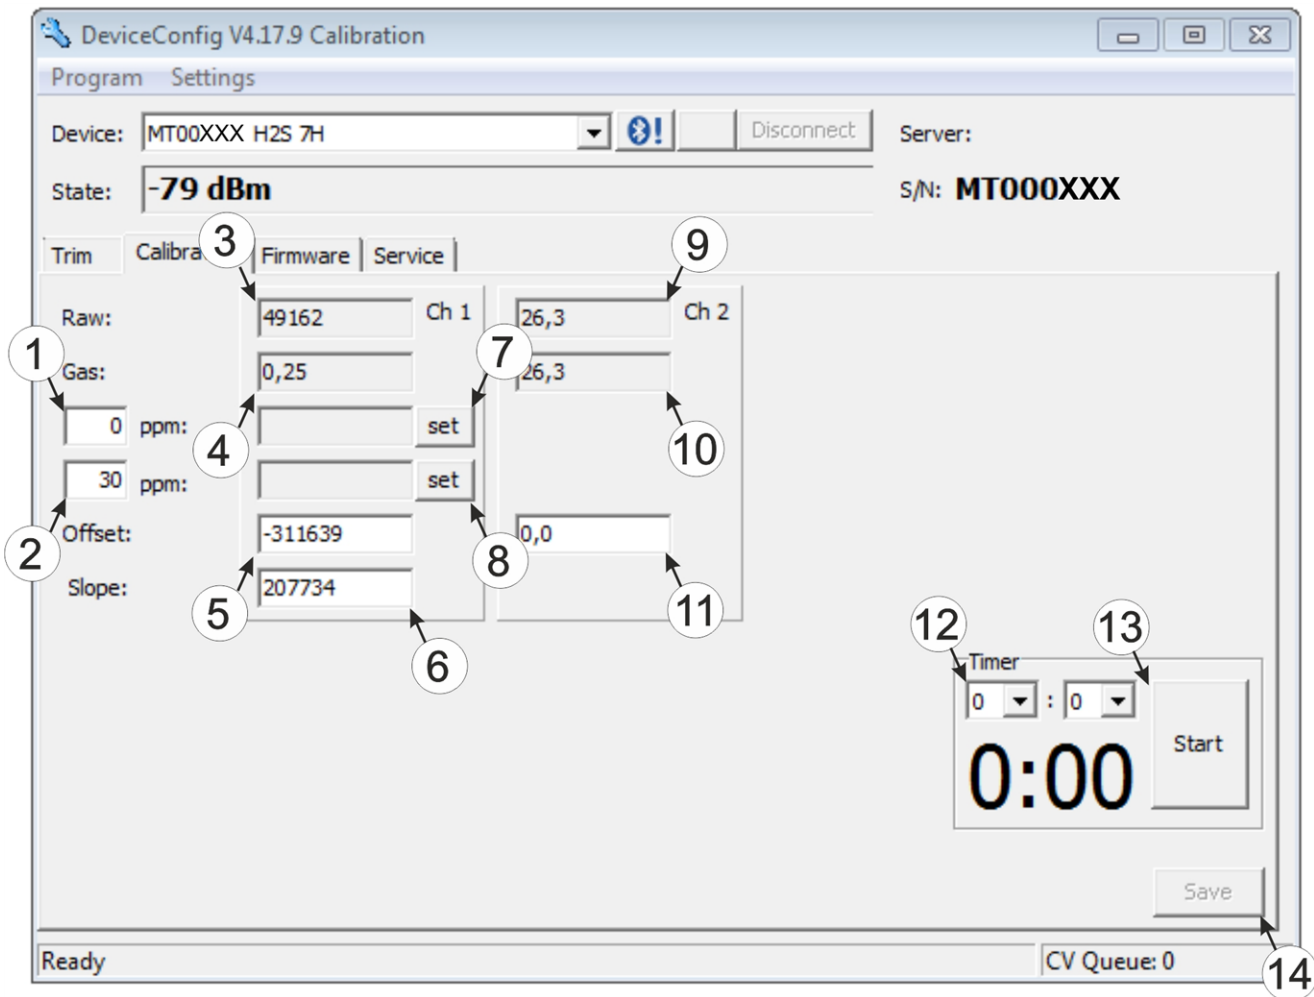 DeviceConfig V4.17.9 Calibration
Program Settings
Device: MT00XXX H2S 7H Disconnect Server:
State: -79 dBm S/N: MT000XXX
Trim Calibra 3 Firmware Service 9
Raw: 49162 Ch 1 26,3 Ch 2
1 7
Gas: 0,25 26,3
0 ppm: 4 set 10
30 ppm: set
2 Offset: -311639 8 0,0
Slope: 207734
5 11
6 12 13
Timer
0 : 0
0:00 Start
Save
Ready CV Queue: 0
14